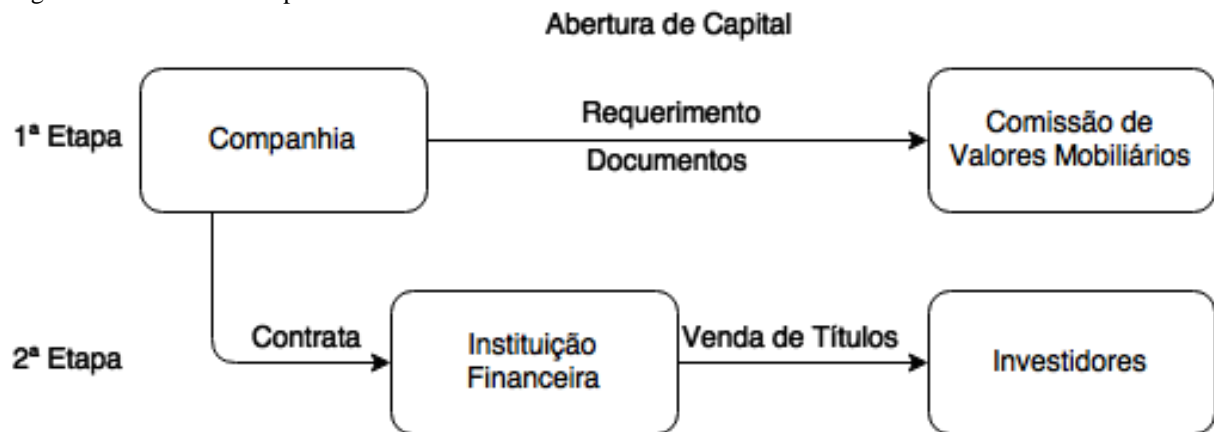 Abertura de Capital
1ª Etapa
Companhia
Requerimento
Documentos
Comissão de
Valores Mobiliários
2ª Etapa
Contrata
Instituição
Financeira
Venda de Títulos
Investidores